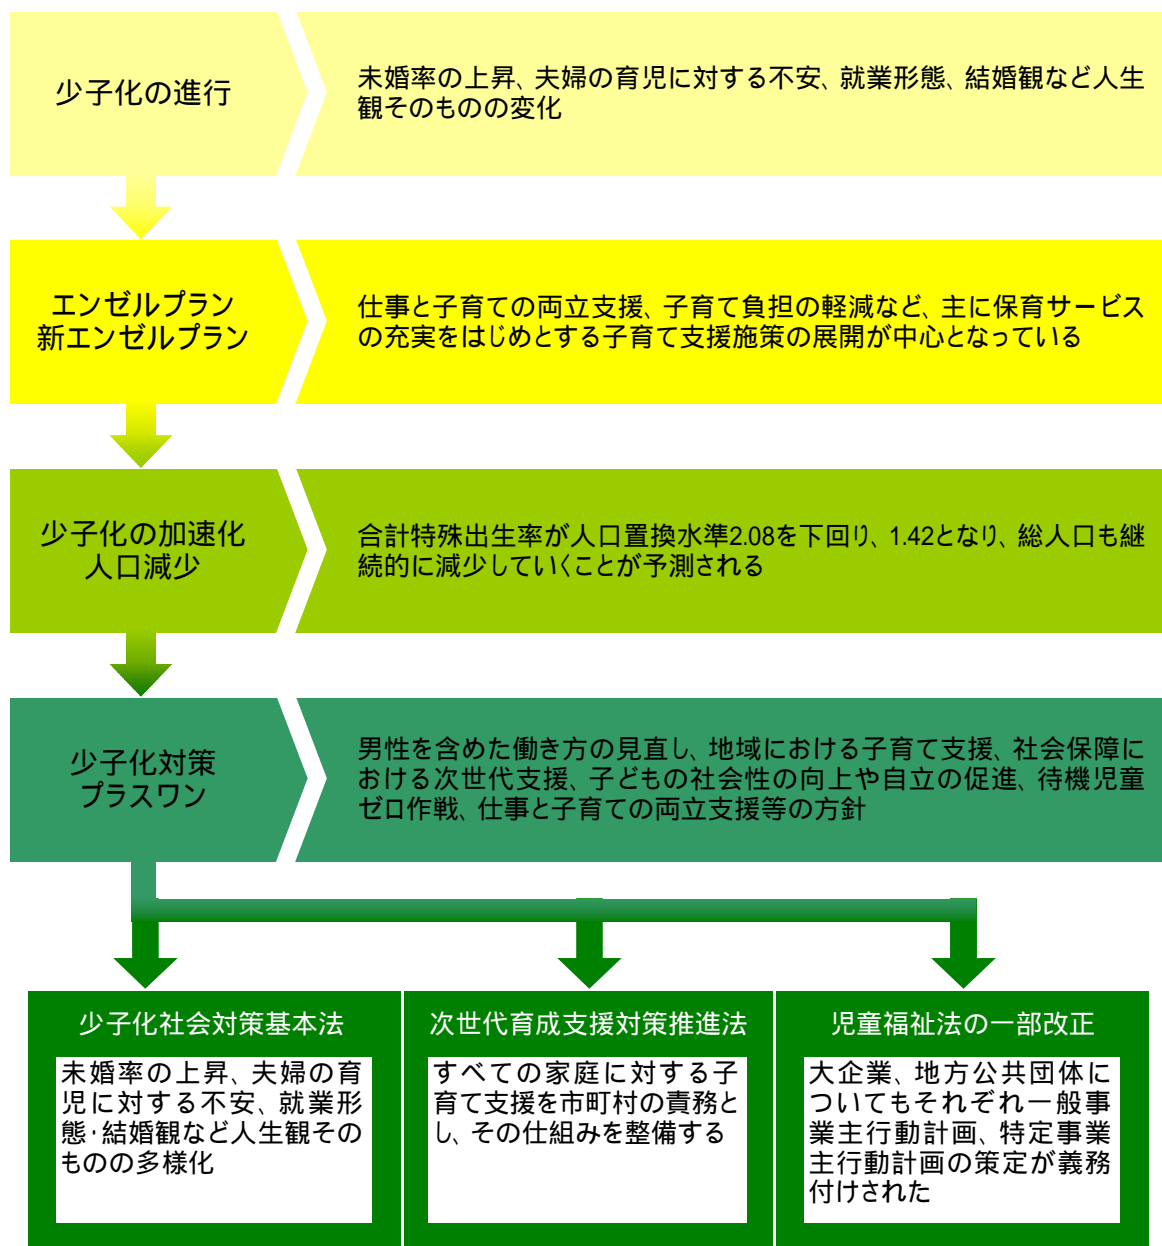 少子化の進行
未婚率の上昇、夫婦の育児に対する不安、就業形態、結婚観など人生
観そのものの変化
エンゼルプラン
新エンゼルプラン
仕事と子育ての両立支援、子育て負担の軽減など、主に保育サービス
の充実をはじめとする子育て支援施策の展開が中心となっている
少子化の加速化
人口減少
合計特殊出生率が人口置換水準2.08を下回り、1.42となり、総人口も継
続的に減少していくことが予測される
少子化対策
プラスワン
男性を含めた働き方の見直し、地域における子育て支援、社会保障に
おける次世代支援、子どもの社会性の向上や自立の促進、待機児童
ゼロ作戦、仕事と子育ての両立支援等の方針
少子化社会対策基本法
未婚率の上昇、夫婦の育
児に対する不安、就業形
態・結婚観など人生観その
ものの多様化
次世代育成支援対策推進法
すべての家庭に対する子
育て支援を市町村の責務と
し、その仕組みを整備する
児童福祉法の一部改正
大企業、地方公共団体に
ついてもそれぞれ一般事
業主行動計画、特定事業
主行動計画の策定が義務
付けされた